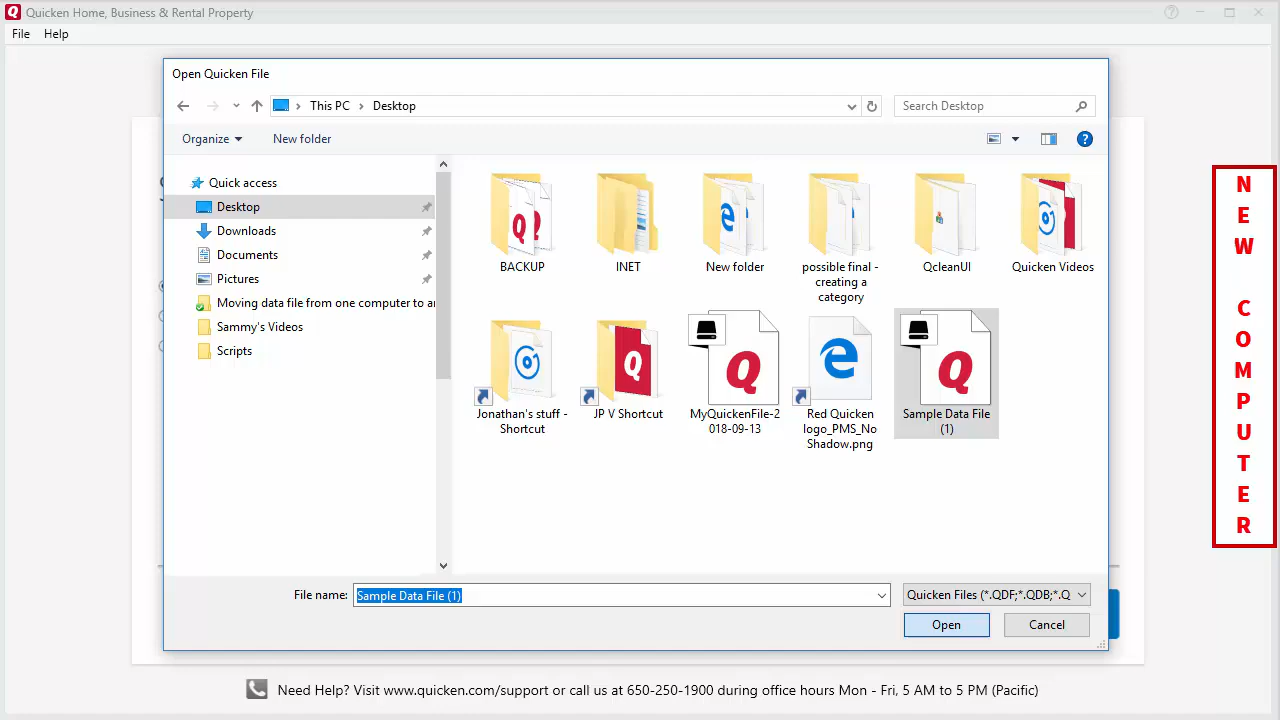 Quicken Home, Business & Rental Property
File Help
Open Quicken File
This PC > Desktop
Search Desktop
Organize New folder
Quick access
Desktop
Downloads
Documents
Pictures
Moving data file from one computer to ar
Sammy's Videos
Scripts
BACKUP
INET
New folder
possible final -
creating a
category
QcleanUI
Quicken Videos
Jonathan's stuff -
Shortcut
JP V Shortcut
MyQuickenFile-2
018-09-13
Red Quicken
logo_PMS_No
Shadow.png
Sample Data File
(1)
File name: Sample Data File (1)
Quicken Files (*.QDF;*.QDB;*.Q
Open Cancel
Need Help? Visit www.quicken.com/support or call us at 650-250-1900 during office hours Mon - Fri, 5 AM to 5 PM (Pacific)
NEW COMPUTER